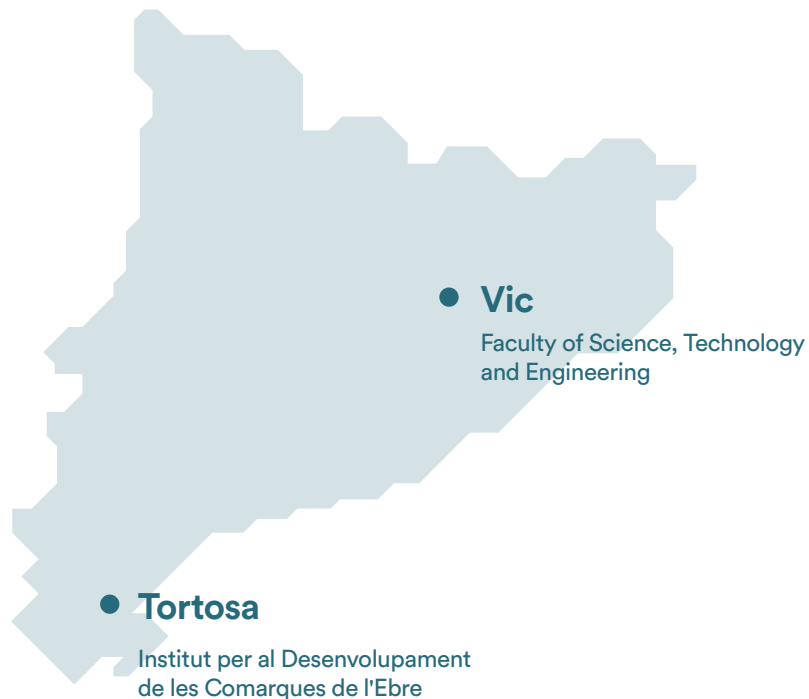 Vic
Faculty of Science, Technology
and Engineering
Tortosa
Institut per al Desenvolupament
de les Comarques de l'Ebre